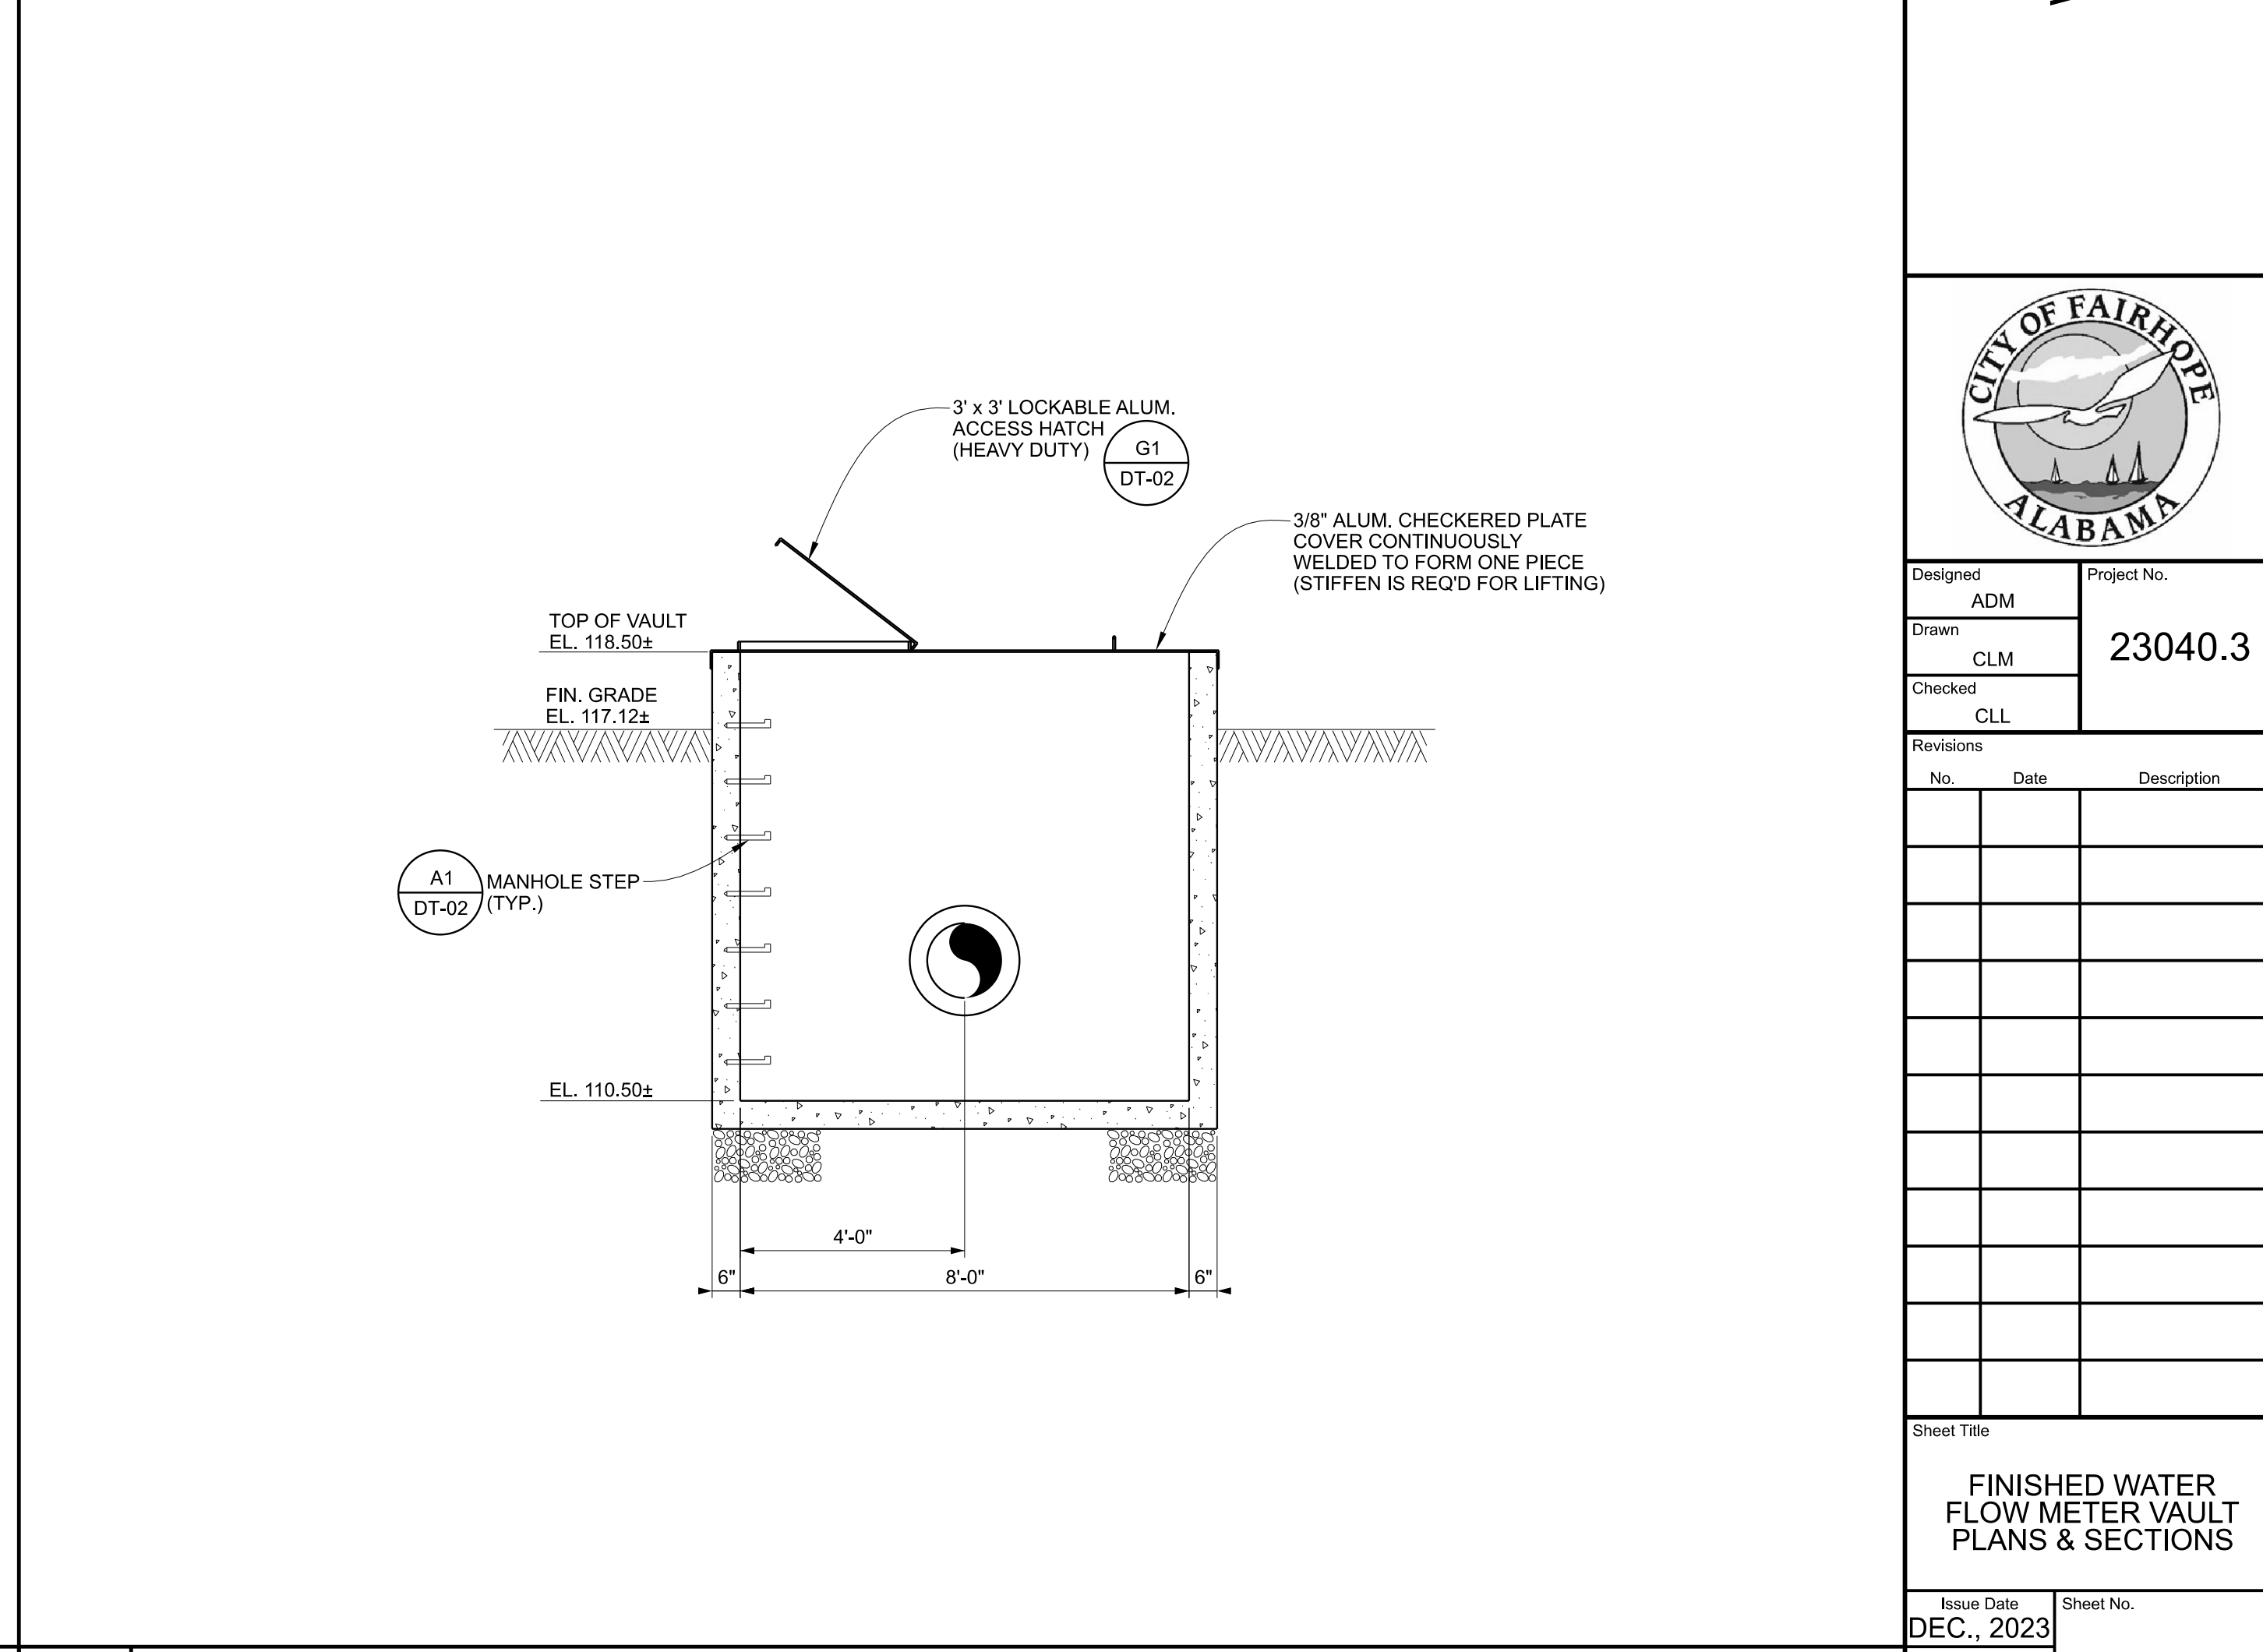 3' x 3' LOCKABLE ALUM.
ACCESS HATCH
(HEAVY DUTY)
G1
DT-02
3/8" ALUM. CHECKERED PLATE
COVER CONTINUOUSLY
WELDED TO FORM ONE PIECE
(STIFFEN IS REQ'D FOR LIFTING)
TOP OF VAULT
EL. 118.50±
FIN. GRADE
EL. 117.12±
A1
DT-02
MANHOLE STEP
(TYP.)
EL. 110.50±
4'-0"
6"
8'-0"
6"
CITY OF FAIRHOPE
ALABAMA
Designed
ADM
Project No.
23040.3
Drawn
CLM
Checked
CLL
Revisions
No. Date Description
Sheet Title
FINISHED WATER
FLOW METER VAULT
PLANS & SECTIONS
Issue Date
DEC., 2023
Sheet No.